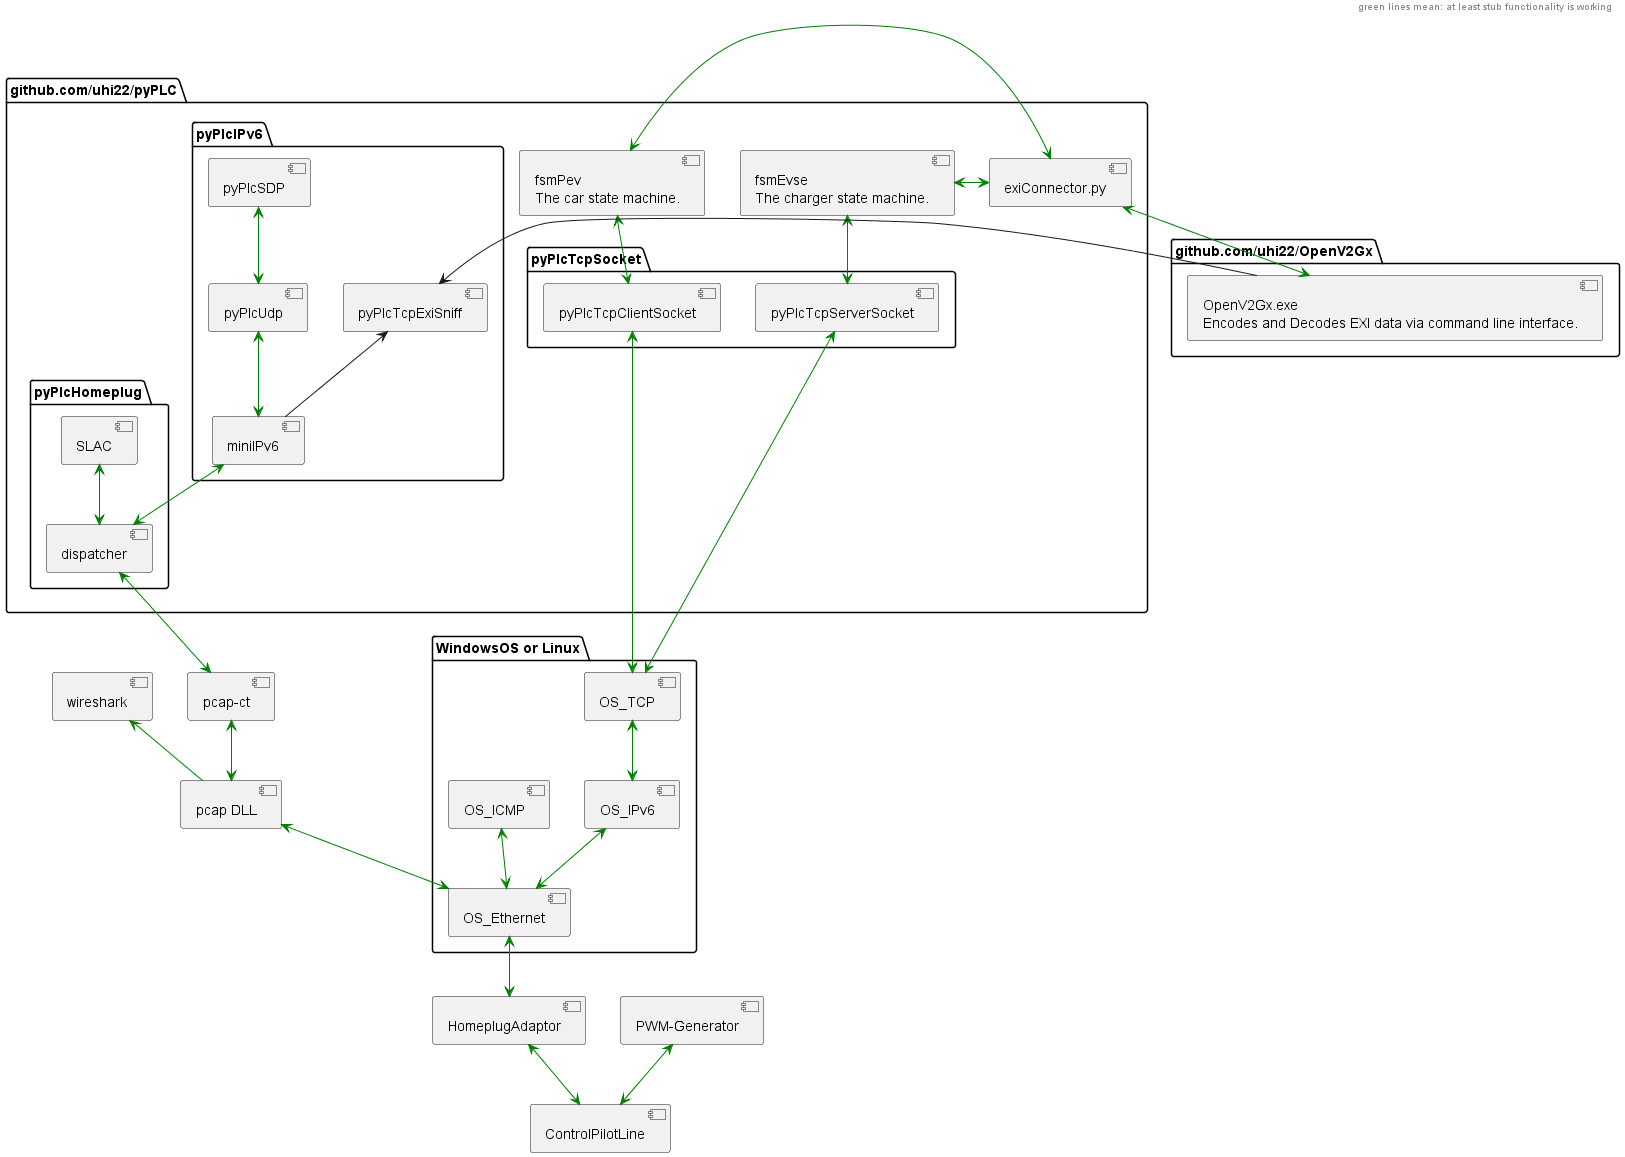 green lines mean: at least stub functionality is working
github.com/uhi22/pyPLC
pyPlcIPv6
pyPlcSDP
fsmPev
The car state machine.
fsmEvse
The charger state machine.
exiConnector.py
github.com/uhi22/OpenV2Gx
OpenV2Gx.exe
Encodes and Decodes EXI data via command line interface.
pyPlcTcpSocket
pyPlcUdp
pyPlcTcpExiSniff
pyPlcTcpClientSocket
pyPlcTcpServerSocket
pyPlcHomeplug
SLAC
miniIPv6
dispatcher
WindowsOS or Linux
wireshark
pcap-ct
OS_TCP
pcap DLL
OS_ICMP
OS_IPv6
OS_Ethernet
HomeplugAdaptor
PWM-Generator
ControlPilotLine